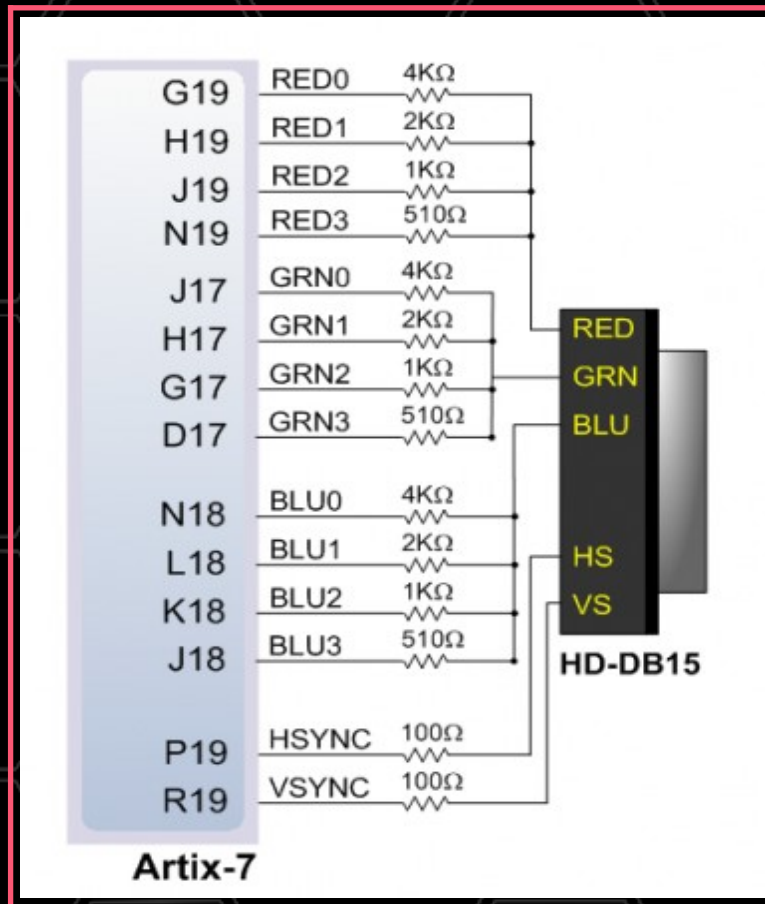 G19 RED0 4KΩ
H19 RED1 2KΩ
J19 RED2 1KΩ
N19 RED3 510Ω
J17 GRN0 4KΩ
H17 GRN1 2KΩ
G17 GRN2 1KΩ
D17 GRN3 510Ω
N18 BLU0 4KΩ
L18 BLU1 2KΩ
K18 BLU2 1KΩ
J18 BLU3 510Ω
P19 HSYNC 100Ω
R19 VSYNC 100Ω
Artix-7
RED
GRN
BLU
HS
VS
HD-DB15